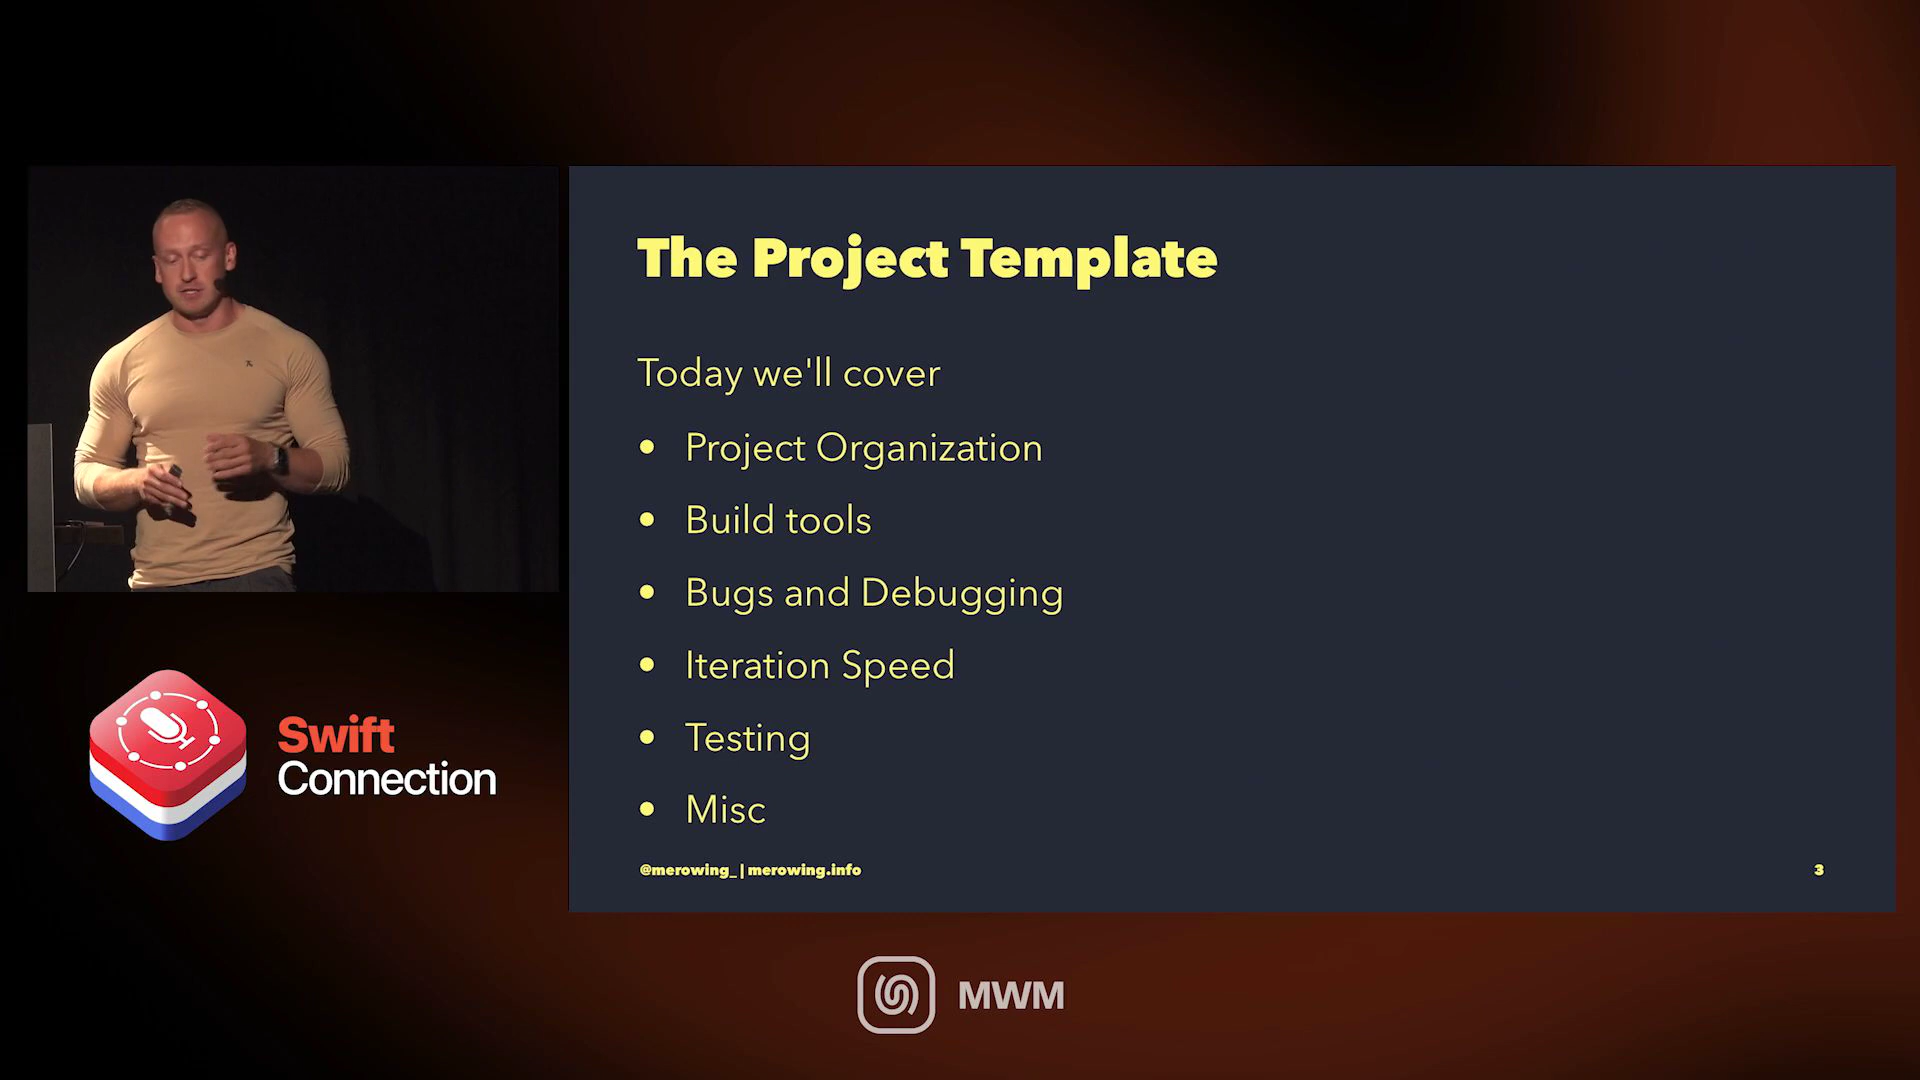 The Project Template
Today we'll cover
• Project Organization
• Build tools
• Bugs and Debugging
• Iteration Speed
• Testing
• Misc
@merowing_ | merowing.info
3
Swift
Connection
MWM